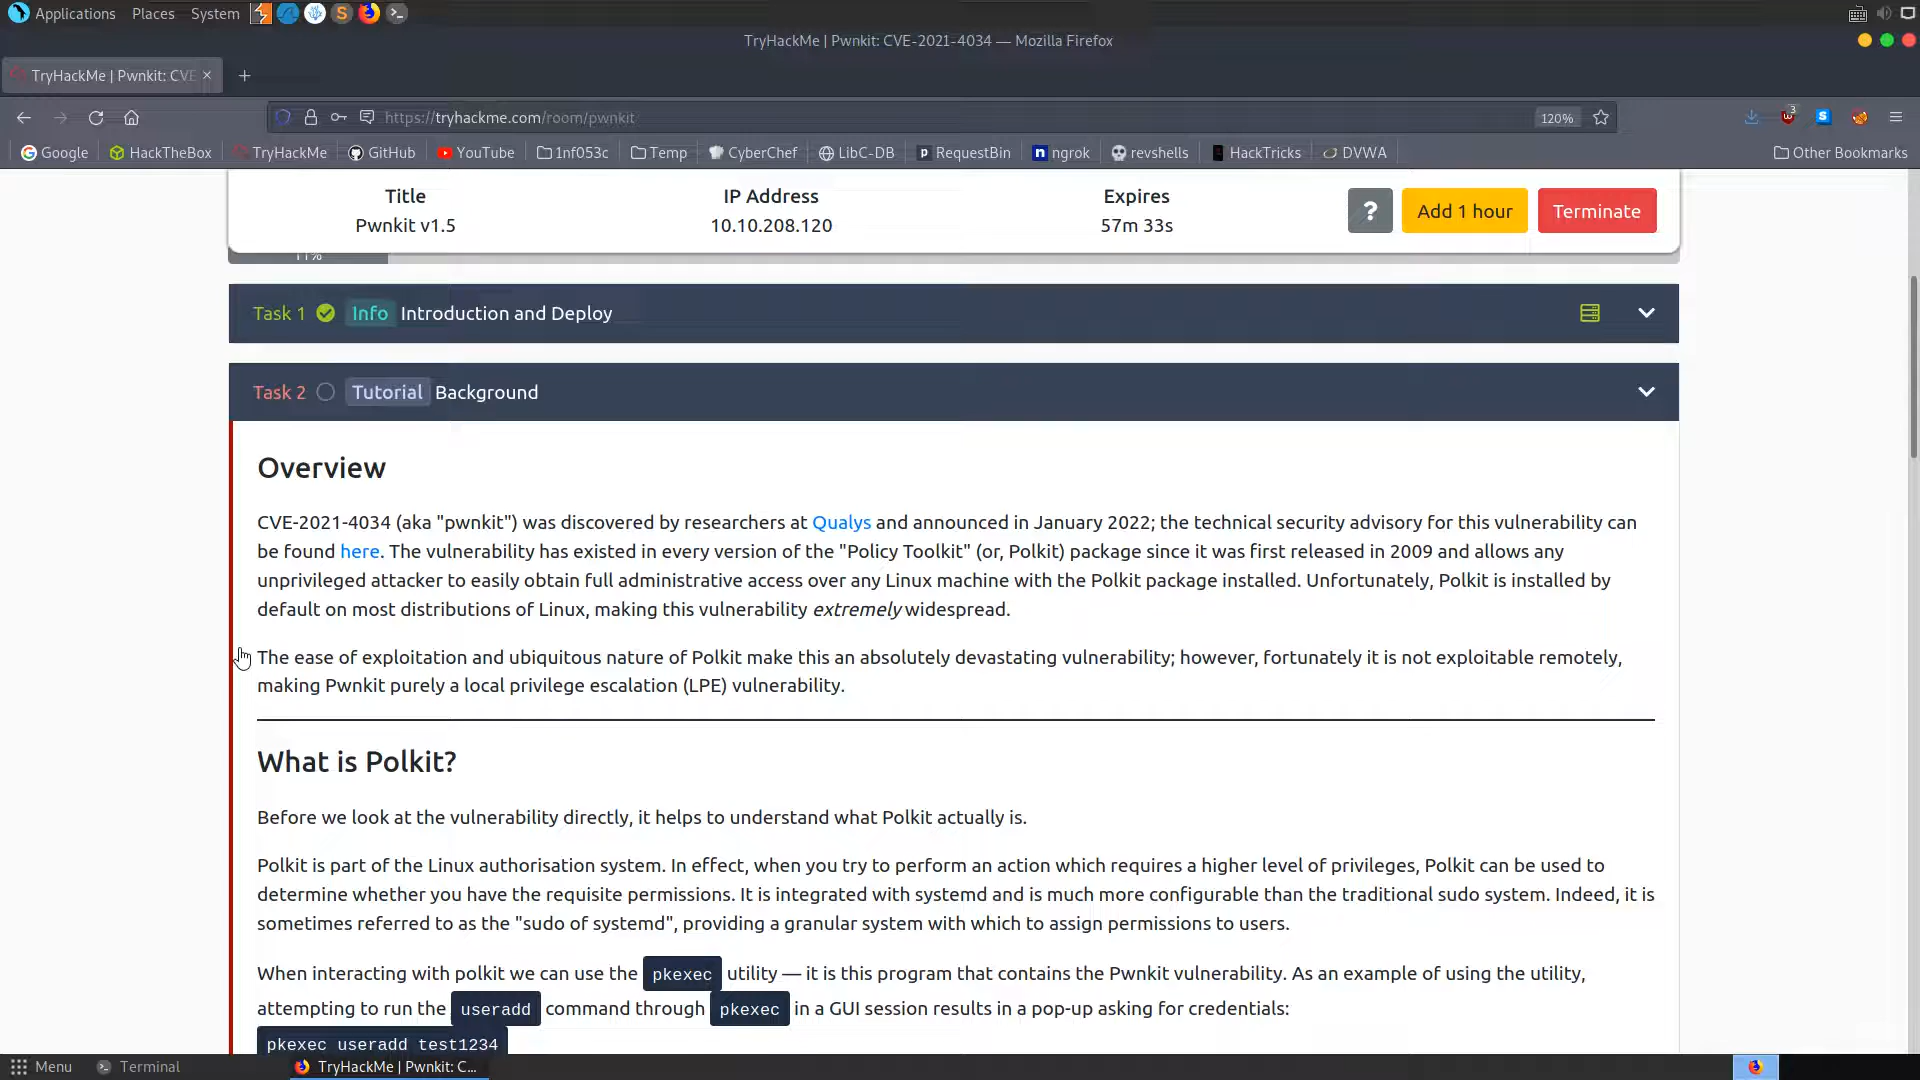 Applications Places System
TryHackMe | Pwnkit: CVE-2021-4034 — Mozilla Firefox
TryHackMe | Pwnkit: CVE × +
https://tryhackme.com/room/pwnkit 120% 3
Google HackTheBox TryHackMe GitHub YouTube 1nf053c Temp CyberChef LibC-DB RequestBin ngrok revshells HackTricks DVWA Other Bookmarks
Title IP Address Expires
Pwnkit v1.5 10.10.208.120 57m 33s ? Add 1 hour Terminate
11%
Task 1 Info Introduction and Deploy
Task 2 Tutorial Background
Overview
CVE-2021-4034 (aka "pwnkit") was discovered by researchers at Qualys and announced in January 2022; the technical security advisory for this vulnerability can
be found here. The vulnerability has existed in every version of the "Policy Toolkit" (or, Polkit) package since it was first released in 2009 and allows any
unprivileged attacker to easily obtain full administrative access over any Linux machine with the Polkit package installed. Unfortunately, Polkit is installed by
default on most distributions of Linux, making this vulnerability extremely widespread.
The ease of exploitation and ubiquitous nature of Polkit make this an absolutely devastating vulnerability; however, fortunately it is not exploitable remotely,
making Pwnkit purely a local privilege escalation (LPE) vulnerability.
What is Polkit?
Before we look at the vulnerability directly, it helps to understand what Polkit actually is.
Polkit is part of the Linux authorisation system. In effect, when you try to perform an action which requires a higher level of privileges, Polkit can be used to
determine whether you have the requisite permissions. It is integrated with systemd and is much more configurable than the traditional sudo system. Indeed, it is
sometimes referred to as the "sudo of systemd", providing a granular system with which to assign permissions to users.
When interacting with polkit we can use the pkexec utility — it is this program that contains the Pwnkit vulnerability. As an example of using the utility,
attempting to run the useradd command through pkexec in a GUI session results in a pop-up asking for credentials:
pkexec useradd test1234
Menu Terminal TryHackMe | Pwnkit: C...